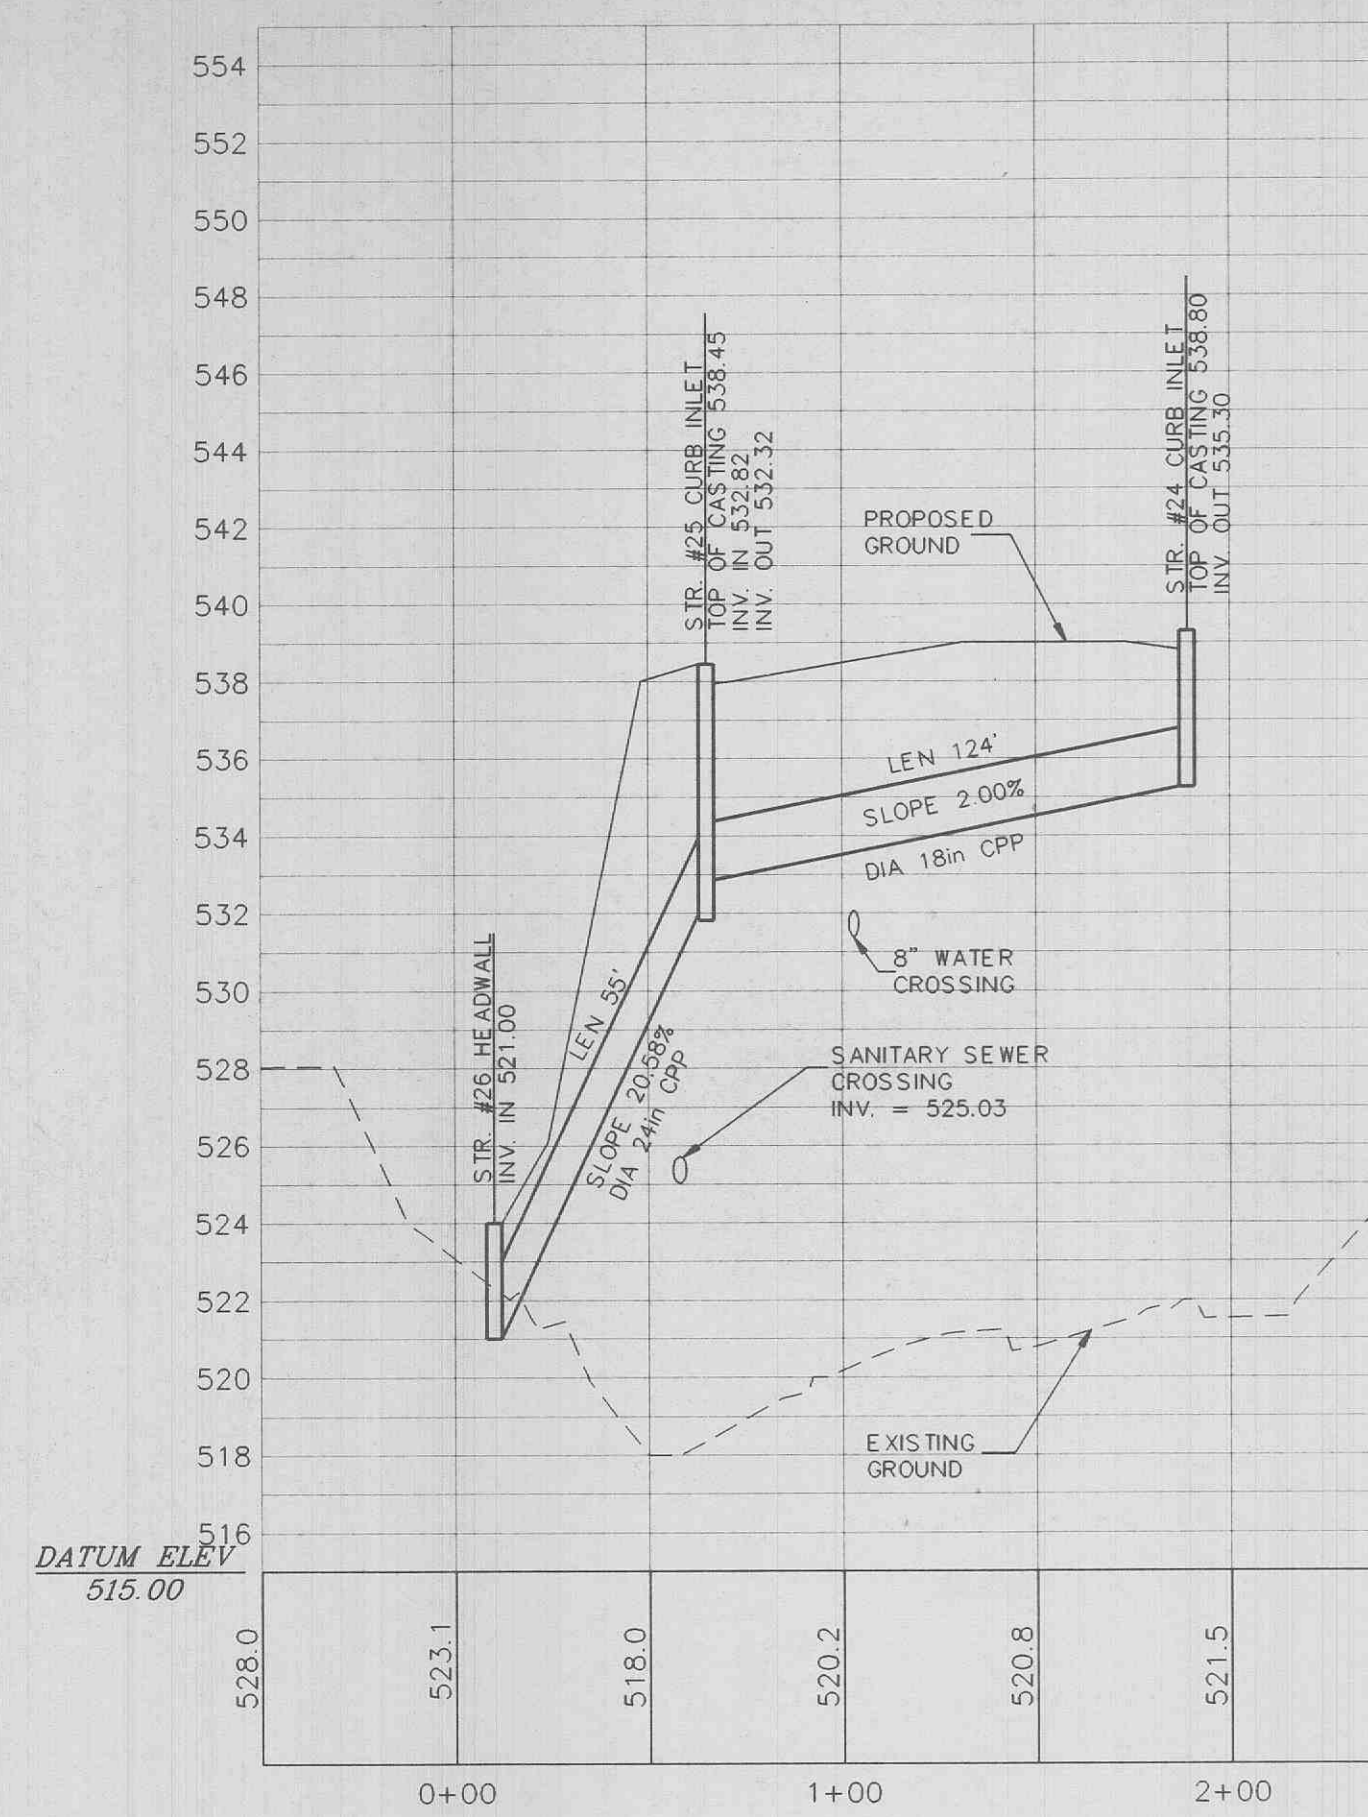 554
552
550
548
546
544
542
540
538
536
534
532
530
528
526
524
522
520
518
516
DATUM ELEV
515.00
STR. #26 HEADWALL
INV. IN 521.00
STR. #25 CURB INLET
TOP OF CASTING 538.45
INV. IN 532.82
INV. OUT 532.32
STR. #24 CURB INLET
TOP OF CASTING 538.80
INV. OUT 535.30
PROPOSED
GROUND
LEN 124'
SLOPE 2.00%
DIA 18in CPP
8" WATER
CROSSING
LEN 55'
SLOPE 20.58%
DIA 24in CPP
SANITARY SEWER
CROSSING
INV. = 525.03
EXISTING
GROUND
528.0
523.1
518.0
520.2
520.8
521.5
0+00
1+00
2+00